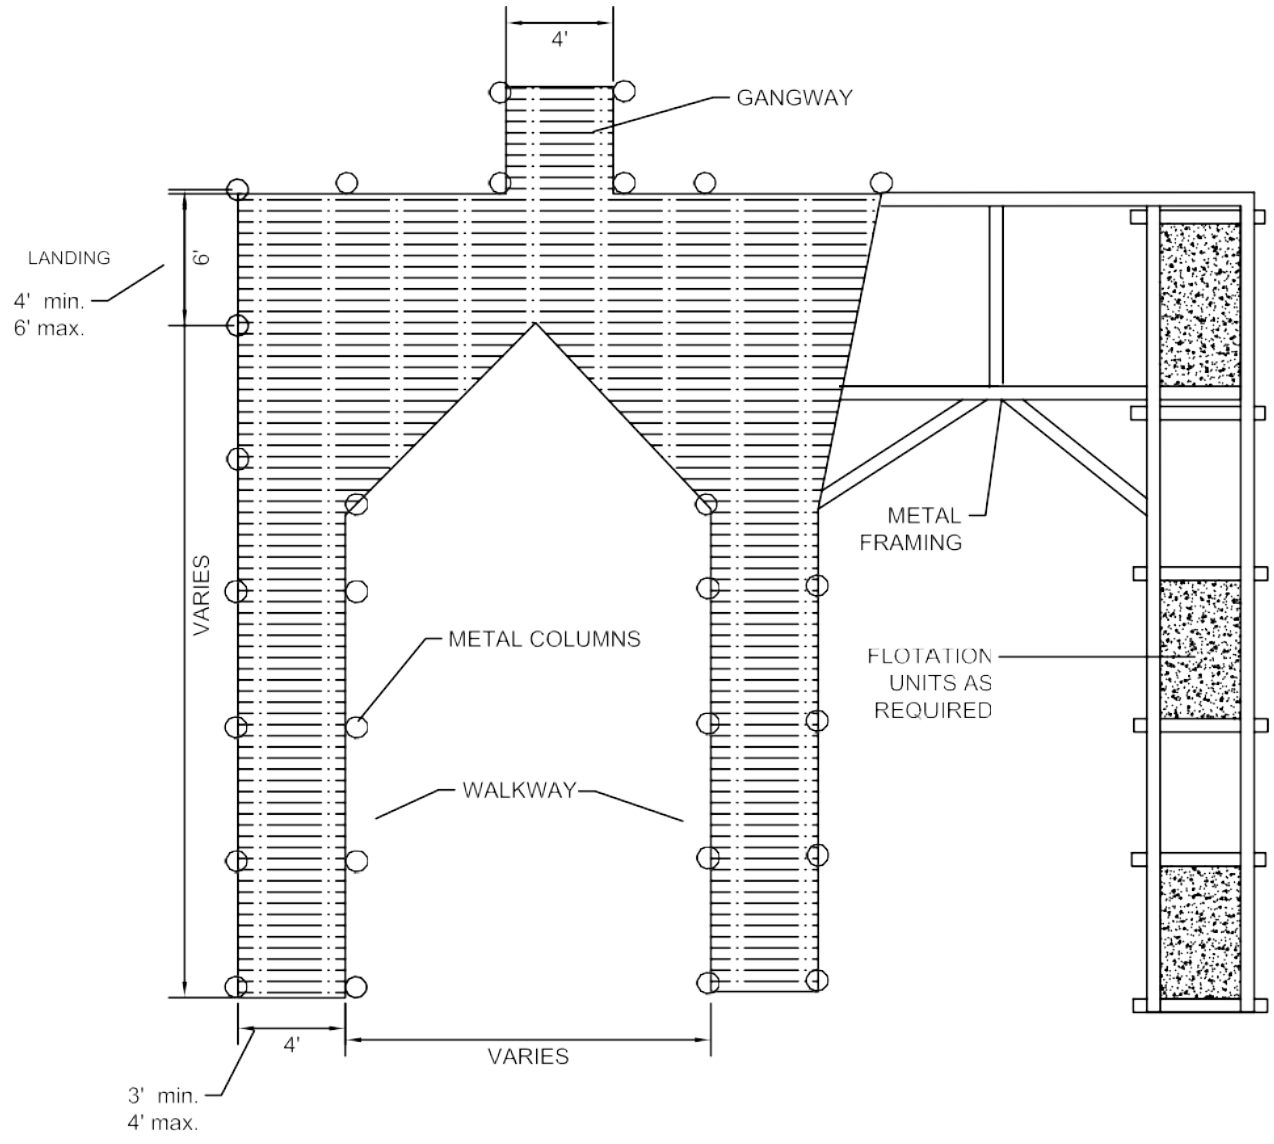 4'
GANGWAY
LANDING
6'
4' min.
6' max.
METAL
FRAMING
VARIES
METAL COLUMNS
FLOTATION
UNITS AS
REQUIRED
WALKWAY
4'
VARIES
3' min.
4' max.